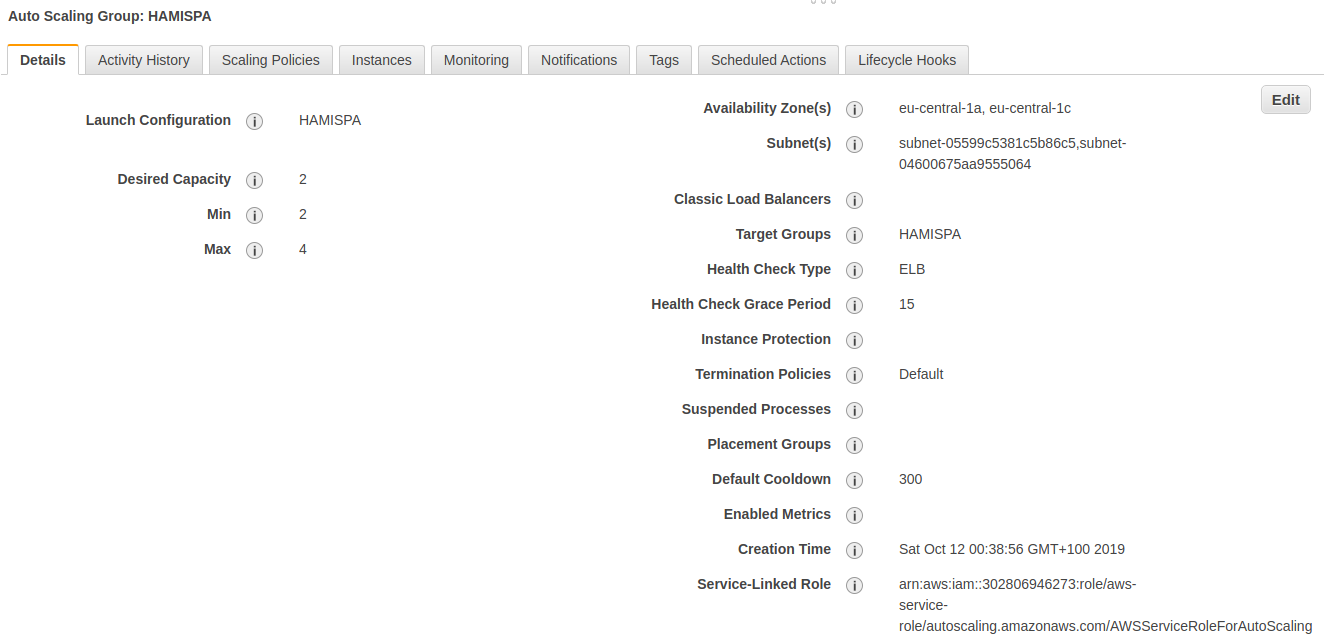 Auto Scaling Group: HAMISPA
Details Activity History Scaling Policies Instances Monitoring Notifications Tags Scheduled Actions Lifecycle Hooks
Edit
Launch Configuration i HAMISPA
Desired Capacity i 2
Min i 2
Max i 4
Availability Zone(s) i eu-central-1a, eu-central-1c
Subnet(s) i subnet-05599c5381c5b86c5,subnet-
04600675aa9555064
Classic Load Balancers i
Target Groups i HAMISPA
Health Check Type i ELB
Health Check Grace Period i 15
Instance Protection i
Termination Policies i Default
Suspended Processes i
Placement Groups i
Default Cooldown i 300
Enabled Metrics i
Creation Time i Sat Oct 12 00:38:56 GMT+100 2019
Service-Linked Role i arn:aws:iam::302806946273:role/aws-
service-
role/autoscaling.amazonaws.com/AWSServiceRoleForAutoScaling